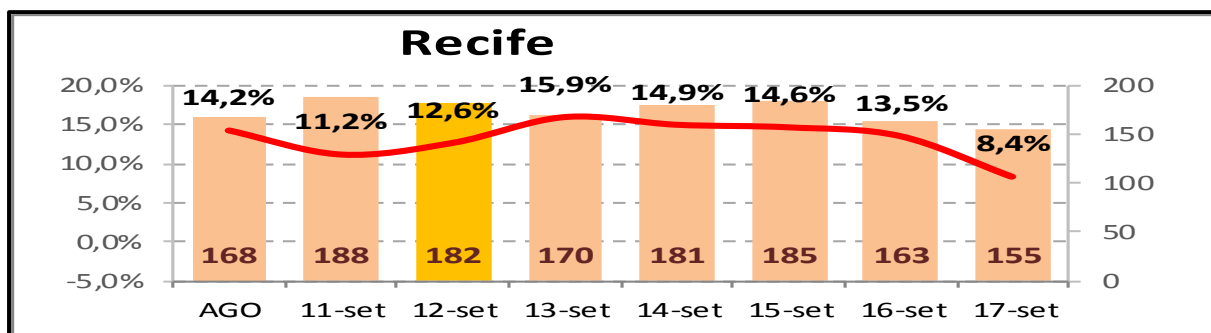 Recife
20,0% 15,9% 200
14,2% 11,2% 12,6% 14,9% 14,6% 13,5%
15,0% 8,4% 150
10,0% 100
5,0% 50
0,0%
168 188 182 170 181 185 163 155
-5,0% 0
AGO 11-set 12-set 13-set 14-set 15-set 16-set 17-set